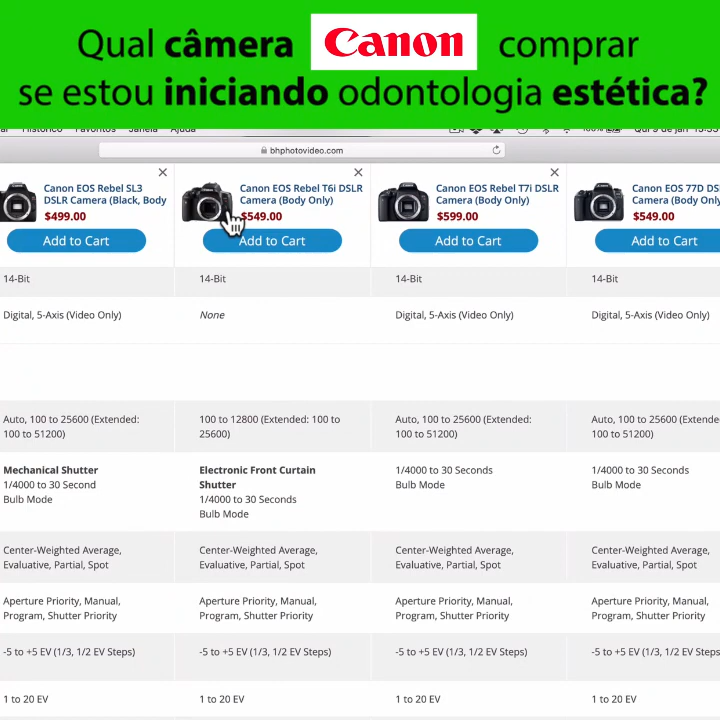 Qual câmera Canon comprar
se estou iniciando odontologia estética?
Histórico Favoritos Janela Ajuda 100% Qui 9 de jan
bhphotovideo.com
Canon EOS Rebel SL3
DSLR Camera (Black, Body
$499.00
Add to Cart
Canon EOS Rebel T6i DSLR
Camera (Body Only)
$549.00
Add to Cart
Canon EOS Rebel T7i DSLR
Camera (Body Only)
$599.00
Add to Cart
Canon EOS 77D DS
Camera (Body Only)
$549.00
Add to Cart
14-Bit 14-Bit 14-Bit 14-Bit
Digital, 5-Axis (Video Only) None Digital, 5-Axis (Video Only) Digital, 5-Axis (Video Only)
Auto, 100 to 25600 (Extended:
100 to 51200)
100 to 12800 (Extended: 100 to
25600)
Auto, 100 to 25600 (Extended:
100 to 51200)
Auto, 100 to 25600 (Extende
100 to 51200)
Mechanical Shutter
1/4000 to 30 Second
Bulb Mode
Electronic Front Curtain
Shutter
1/4000 to 30 Seconds
Bulb Mode
1/4000 to 30 Seconds
Bulb Mode
1/4000 to 30 Seconds
Bulb Mode
Center-Weighted Average,
Evaluative, Partial, Spot
Center-Weighted Average,
Evaluative, Partial, Spot
Center-Weighted Average,
Evaluative, Partial, Spot
Center-Weighted Average,
Evaluative, Partial, Spot
Aperture Priority, Manual,
Program, Shutter Priority
Aperture Priority, Manual,
Program, Shutter Priority
Aperture Priority, Manual,
Program, Shutter Priority
Aperture Priority, Manual,
Program, Shutter Priority
-5 to +5 EV (1/3, 1/2 EV Steps) -5 to +5 EV (1/3, 1/2 EV Steps) -5 to +5 EV (1/3, 1/2 EV Steps) -5 to +5 EV (1/3, 1/2 EV Steps
1 to 20 EV 1 to 20 EV 1 to 20 EV 1 to 20 EV